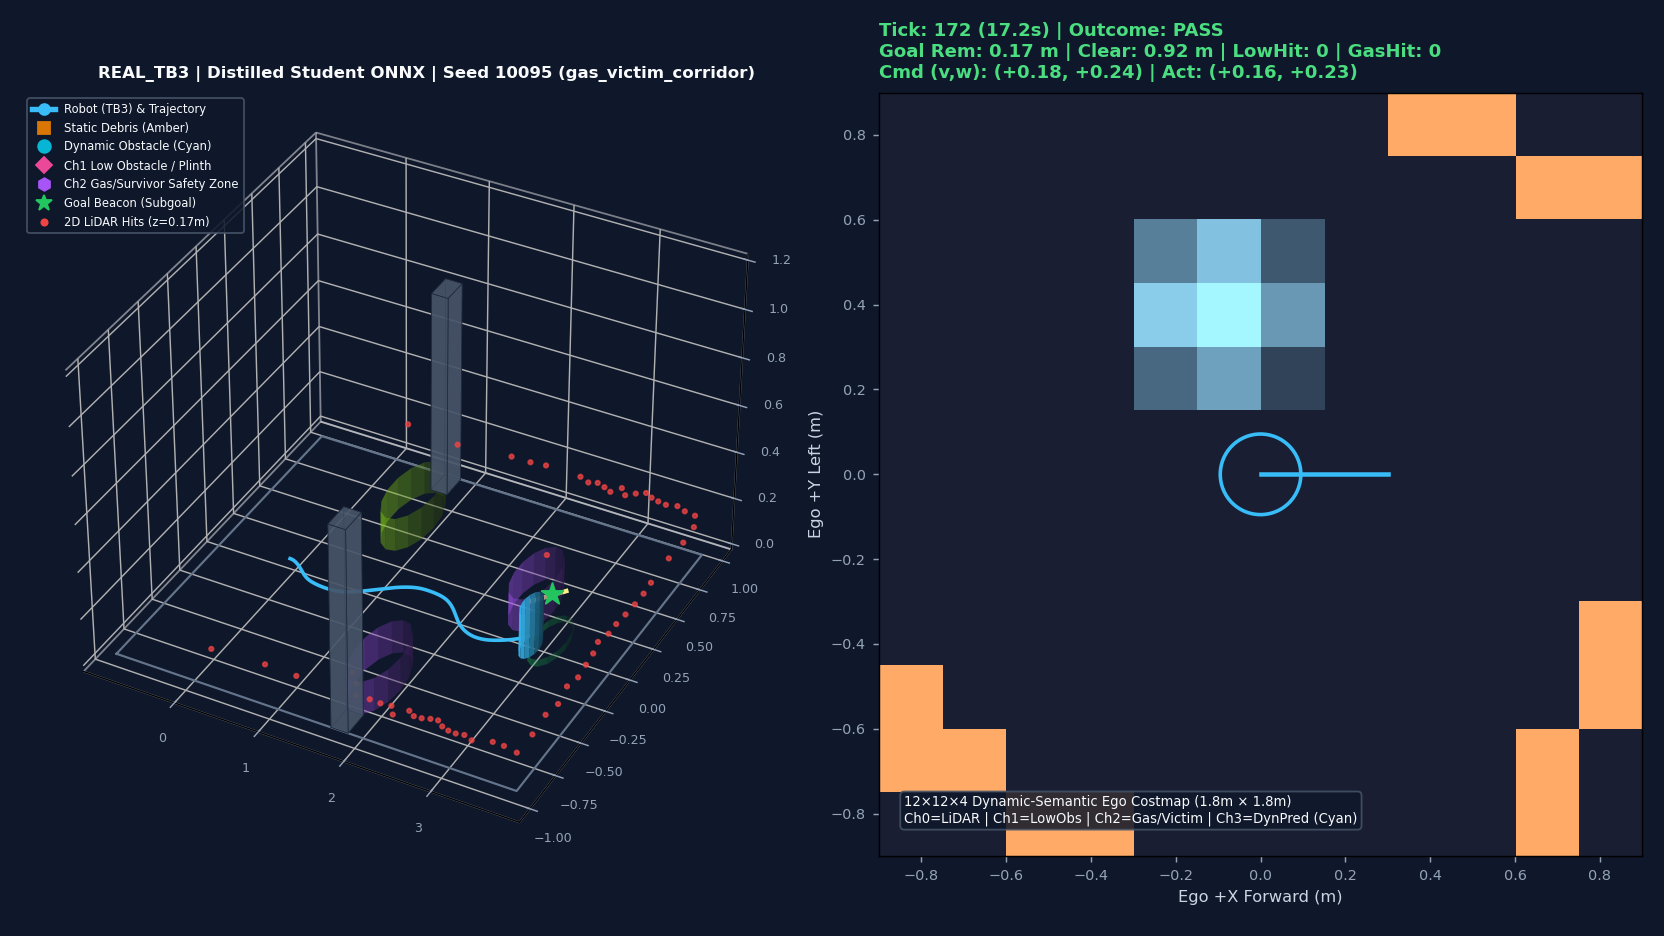 REAL_TB3 | Distilled Student ONNX | Seed 10095 (gas_victim_corridor)
Robot (TB3) & Trajectory
Static Debris (Amber)
Dynamic Obstacle (Cyan)
Ch1 Low Obstacle / Plinth
Ch2 Gas/Survivor Safety Zone
Goal Beacon (Subgoal)
2D LiDAR Hits (z=0.17m)
1.2
1.0
0.8
0.6
0.4
0.2
0.0
1.00
0.75
0.50
0.25
0.00
−0.25
−0.50
−0.75
−1.00
0
1
2
3
Tick: 172 (17.2s) | Outcome: PASS
Goal Rem: 0.17 m | Clear: 0.92 m | LowHit: 0 | GasHit: 0
Cmd (v,w): (+0.18, +0.24) | Act: (+0.16, +0.23)
Ego +Y Left (m)
0.8
0.6
0.4
0.2
0.0
−0.2
−0.4
−0.6
−0.8
12×12×4 Dynamic-Semantic Ego Costmap (1.8m × 1.8m)
Ch0=LiDAR | Ch1=LowObs | Ch2=Gas/Victim | Ch3=DynPred (Cyan)
−0.8 −0.6 −0.4 −0.2 0.0 0.2 0.4 0.6 0.8
Ego +X Forward (m)